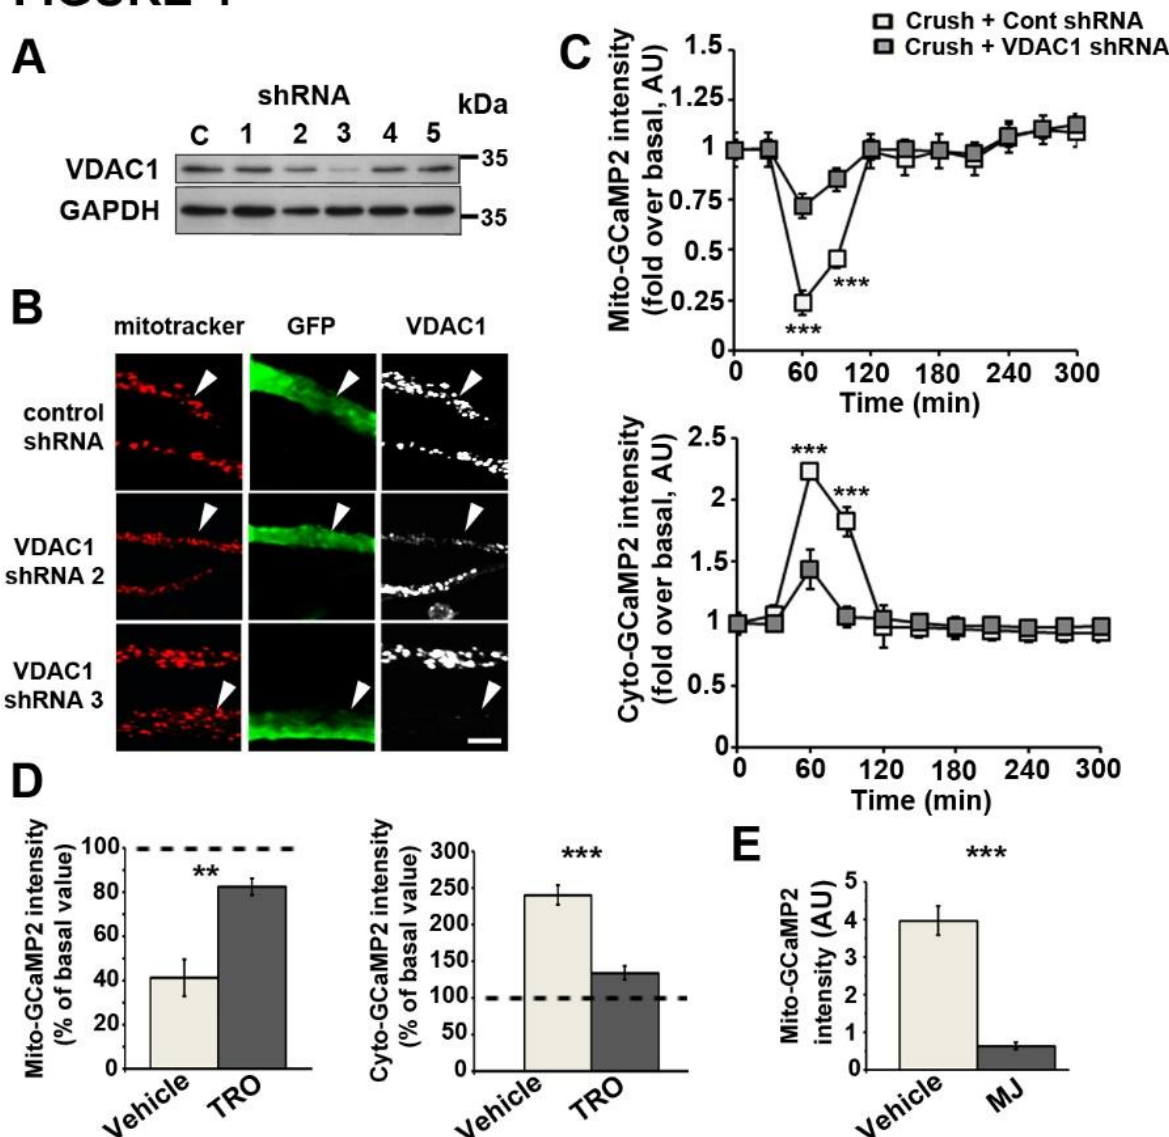 FIGURE 4
A
shRNA
kDa
C 1 2 3 4 5
VDAC1
35
GAPDH
35
B
mitotracker GFP VDAC1
control
shRNA
VDAC1
shRNA 2
VDAC1
shRNA 3
C
Crush + Cont shRNA
Crush + VDAC1 shRNA
Mito-GCaMP2 intensity
(fold over basal, AU)
1.5
1.25
1
0.75
0.5
0.25
0
***
***
0 60 120 180 240 300
Time (min)
Cyto-GCaMP2 intensity
(fold over basal, AU)
2.5
2
1.5
1
0.5
0
***
***
0 60 120 180 240 300
Time (min)
D
Mito-GCaMP2 intensity
(% of basal value)
100
80
60
40
20
0
**
Vehicle TRO
Cyto-GCaMP2 intensity
(% of basal value)
300
250
200
150
100
50
0
***
Vehicle TRO
E
Mito-GCaMP2
intensity (AU)
5
4
3
2
1
0
***
Vehicle MJ